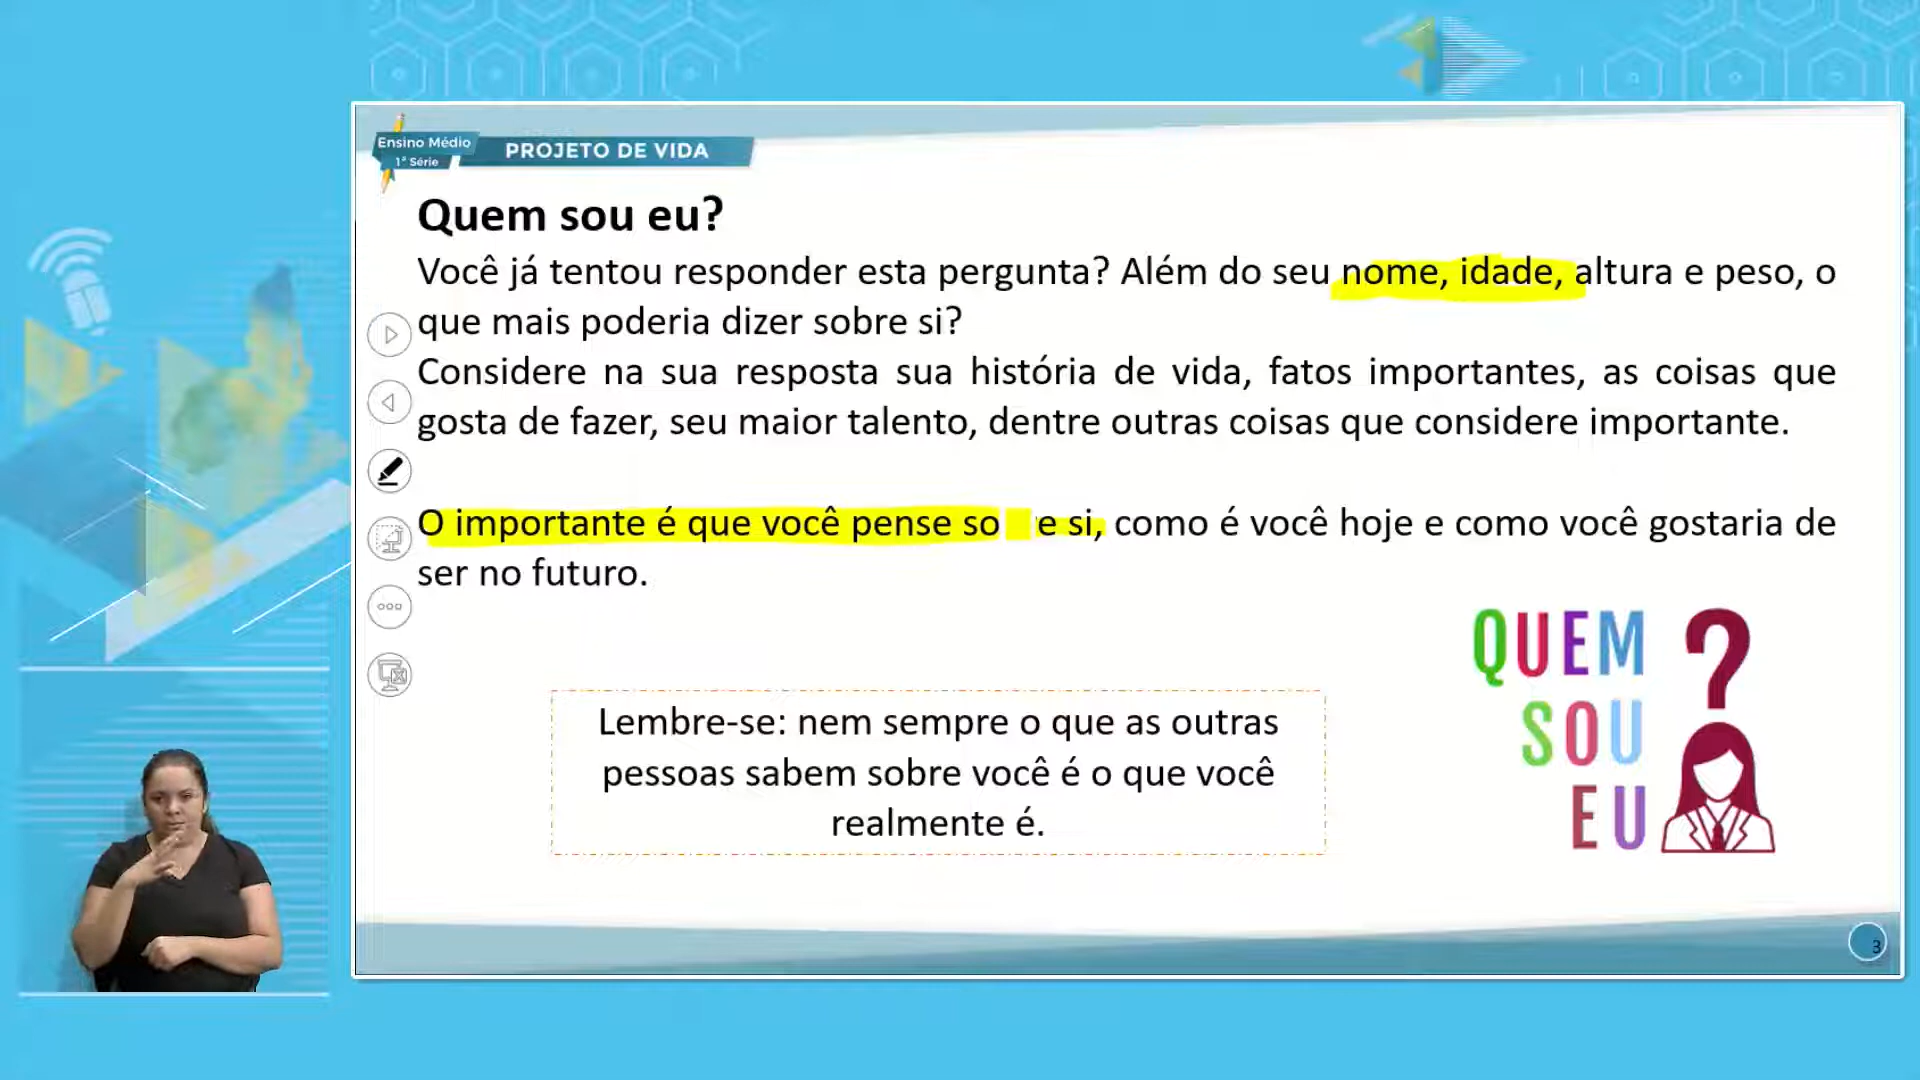 Ensino Médio
1ª Série
PROJETO DE VIDA
Quem sou eu?
Você já tentou responder esta pergunta? Além do seu nome, idade, altura e peso, o
que mais poderia dizer sobre si?
Considere na sua resposta sua história de vida, fatos importantes, as coisas que
gosta de fazer, seu maior talento, dentre outras coisas que considere importante.
O importante é que você pense so e si, como é você hoje e como você gostaria de
ser no futuro.
Lembre-se: nem sempre o que as outras
pessoas sabem sobre você é o que você
realmente é.
QUEM
SOU
EU
?
3